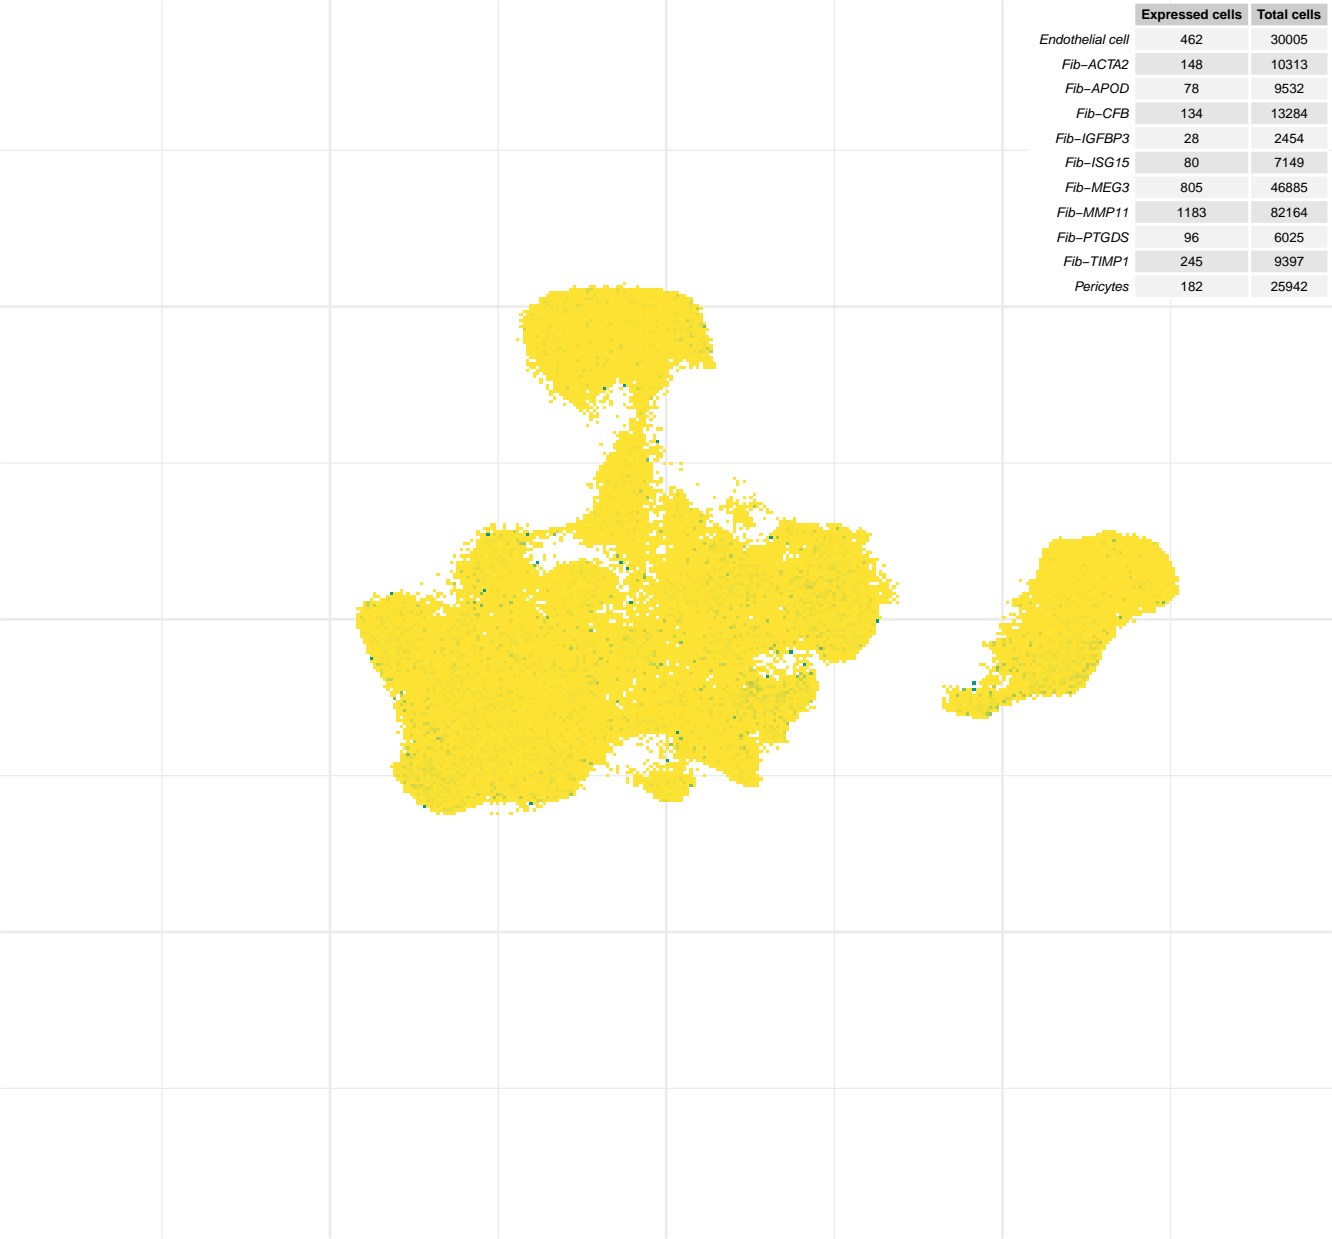 Expressed cells Total cells
Endothelial cell 462 30005
Fib−ACTA2 148 10313
Fib−APOD 78 9532
Fib−CFB 134 13284
Fib−IGFBP3 28 2454
Fib−ISG15 80 7149
Fib−MEG3 805 46885
Fib−MMP11 1183 82164
Fib−PTGDS 96 6025
Fib−TIMP1 245 9397
Pericytes 182 25942